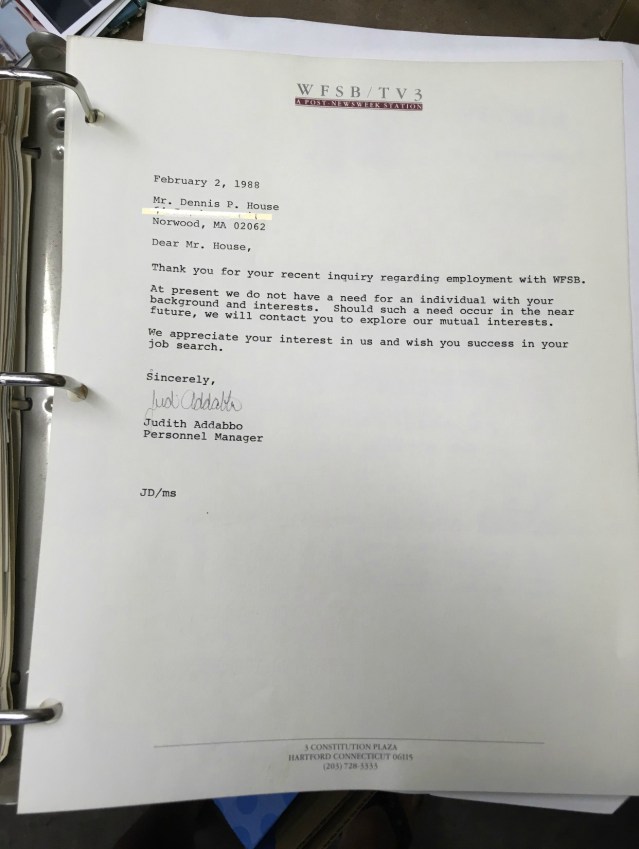 WFSB/TV3
A POST-NEWSWEEK STATION
February 2, 1988
Mr. Dennis P. House
Norwood, MA 02062
Dear Mr. House,
Thank you for your recent inquiry regarding employment with WFSB.
At present we do not have a need for an individual with your
background and interests. Should such a need occur in the near
future, we will contact you to explore our mutual interests.
We appreciate your interest in us and wish you success in your
job search.
Sincerely,
Judi Addabbo
Judith Addabbo
Personnel Manager
JD/ms
3 CONSTITUTION PLAZA
HARTFORD CONNECTICUT 06115
(203) 728-3333